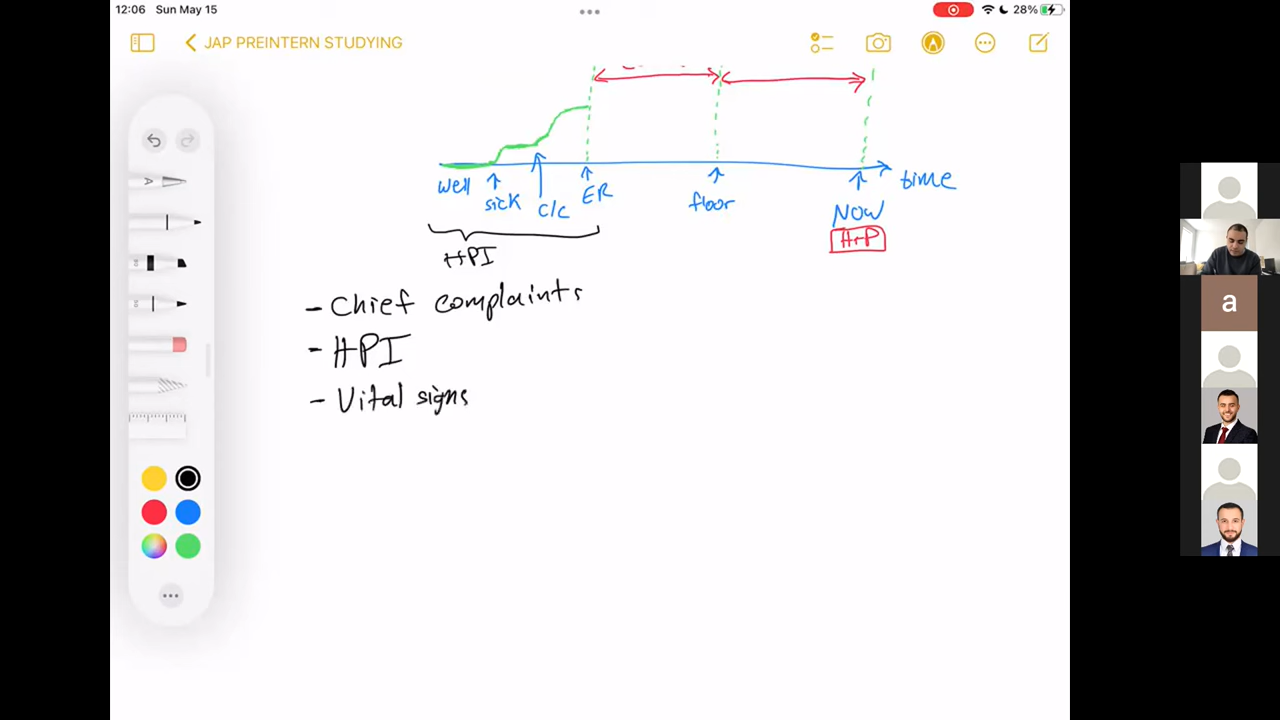 12:06 Sun May 15
28%
JAP PREINTERN STUDYING
well
sick
c/c
ER
floor
NOW
time
H+P
HPI
- Chief complaints
- HPI
- Vital signs
A
a